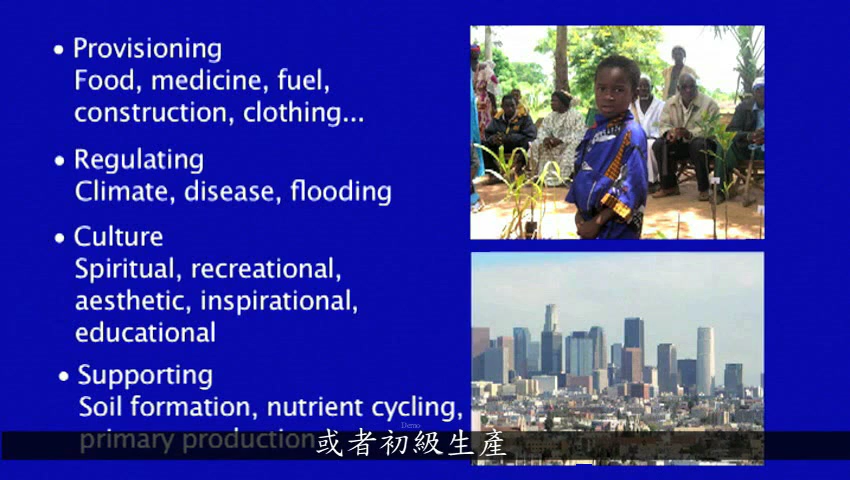 • Provisioning
Food, medicine, fuel,
construction, clothing...
• Regulating
Climate, disease, flooding
• Culture
Spiritual, recreational,
aesthetic, inspirational,
educational
• Supporting
Soil formation, nutrient cycling,
primary production
Demo
或者初級生產